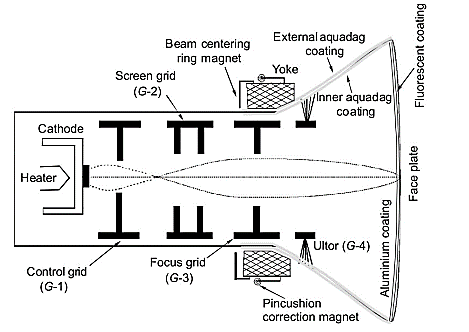 Beam centering
ring magnet
External aquadag
coating
Yoke
Screen grid
(G-2)
Inner aquadag
coating
Fluorescent coating
Cathode
Heater
Face plate
Aluminium coating
Control grid
(G-1)
Focus grid
(G-3)
Ultor (G-4)
Pincushion
correction magnet